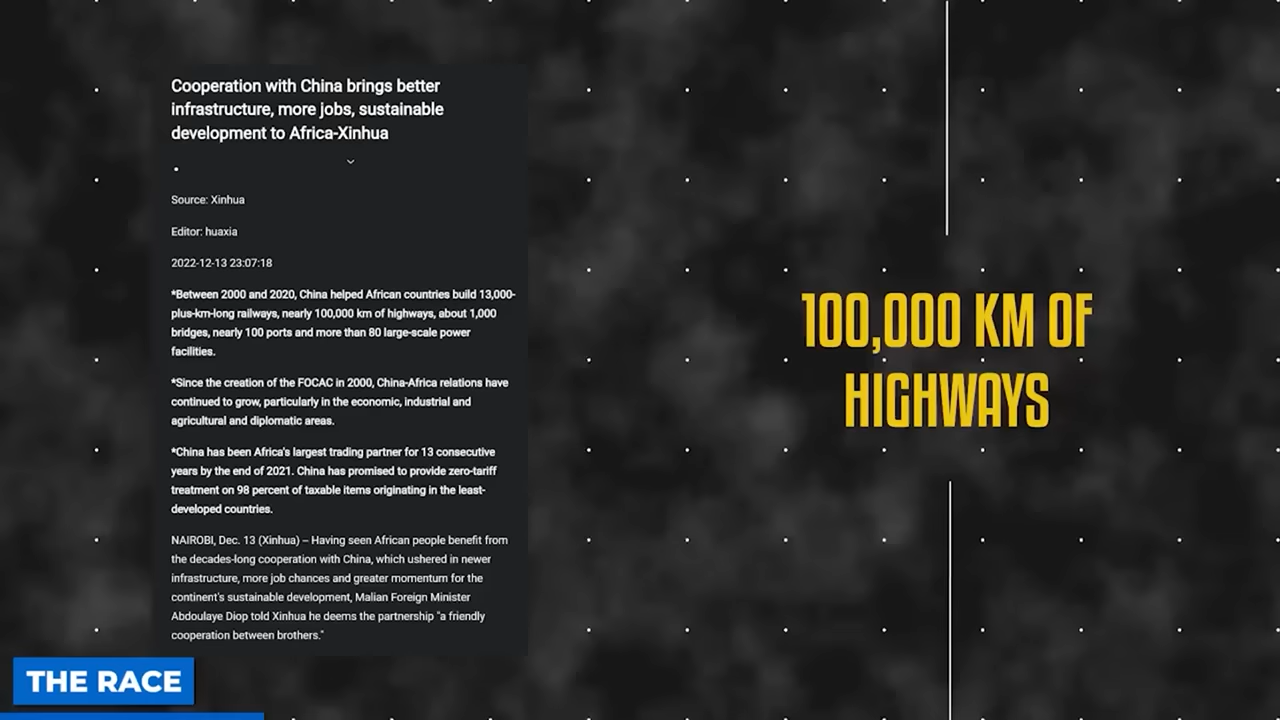 Cooperation with China brings better
infrastructure, more jobs, sustainable
development to Africa-Xinhua
Source: Xinhua
Editor: huaxia
2022-12-13 23:07:18
*Between 2000 and 2020, China helped African countries build 13,000-
plus-km-long railways, nearly 100,000 km of highways, about 1,000
bridges, nearly 100 ports and more than 80 large-scale power
facilities.
*Since the creation of the FOCAC in 2000, China-Africa relations have
continued to grow, particularly in the economic, industrial and
agricultural and diplomatic areas.
*China has been Africa's largest trading partner for 13 consecutive
years by the end of 2021. China has promised to provide zero-tariff
treatment on 98 percent of taxable items originating in the least-
developed countries.
NAIROBI, Dec. 13 (Xinhua) – Having seen African people benefit from
the decades-long cooperation with China, which ushered in newer
infrastructure, more job chances and greater momentum for the
continent's sustainable development, Malian Foreign Minister
Abdoulaye Diop told Xinhua he deems the partnership "a friendly
cooperation between brothers."
100,000 KM OF
HIGHWAYS
THE RACE